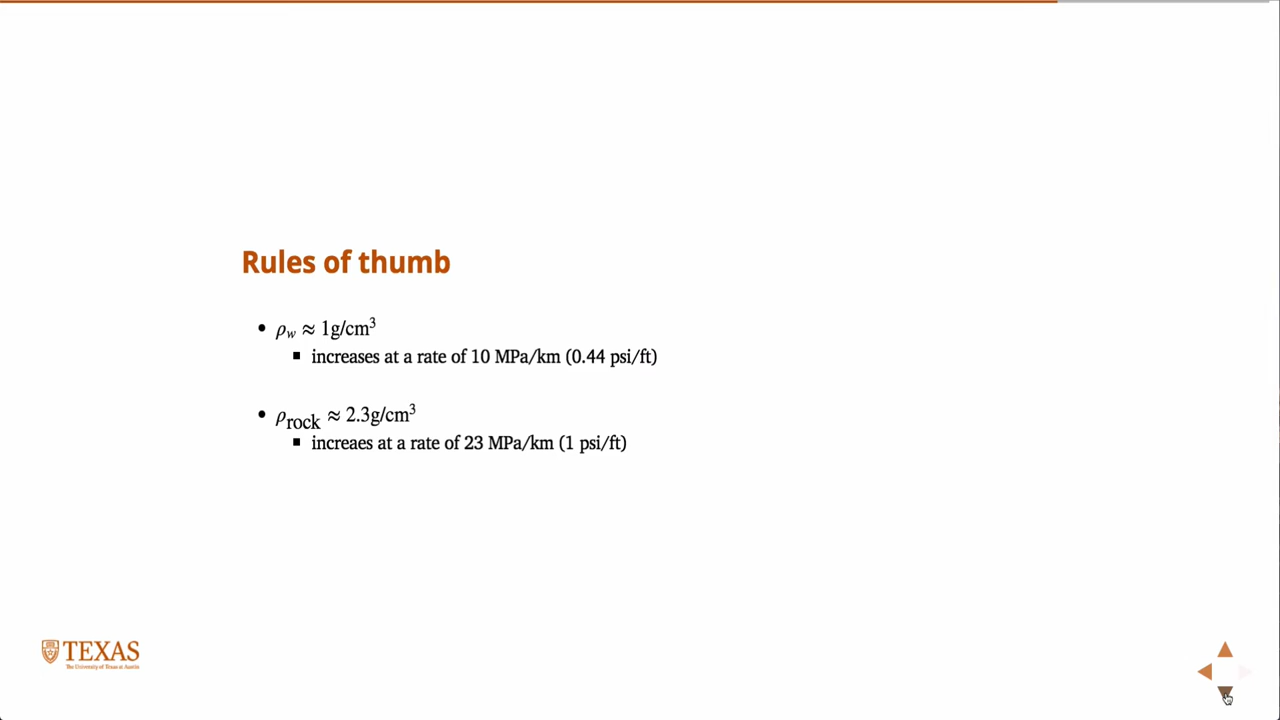 Rules of thumb
• ρw ≈ 1g/cm³
▪ increases at a rate of 10 MPa/km (0.44 psi/ft)
• ρrock ≈ 2.3g/cm³
▪ increaes at a rate of 23 MPa/km (1 psi/ft)
TEXAS
The University of Texas at Austin